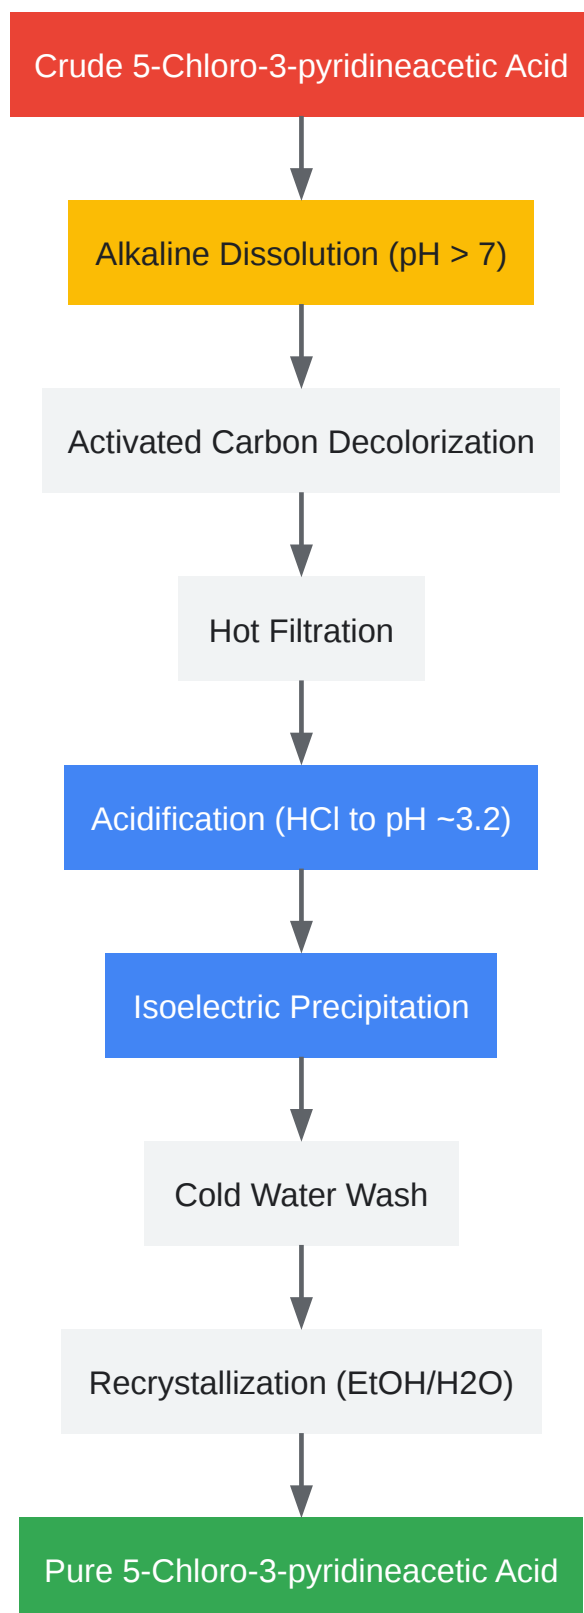 Crude 5-Chloro-3-pyridineacetic Acid
Alkaline Dissolution (pH > 7)
Activated Carbon Decolorization
Hot Filtration
Acidification (HCl to pH ~3.2)
Isoelectric Precipitation
Cold Water Wash
Recrystallization (EtOH/H2O)
Pure 5-Chloro-3-pyridineacetic Acid